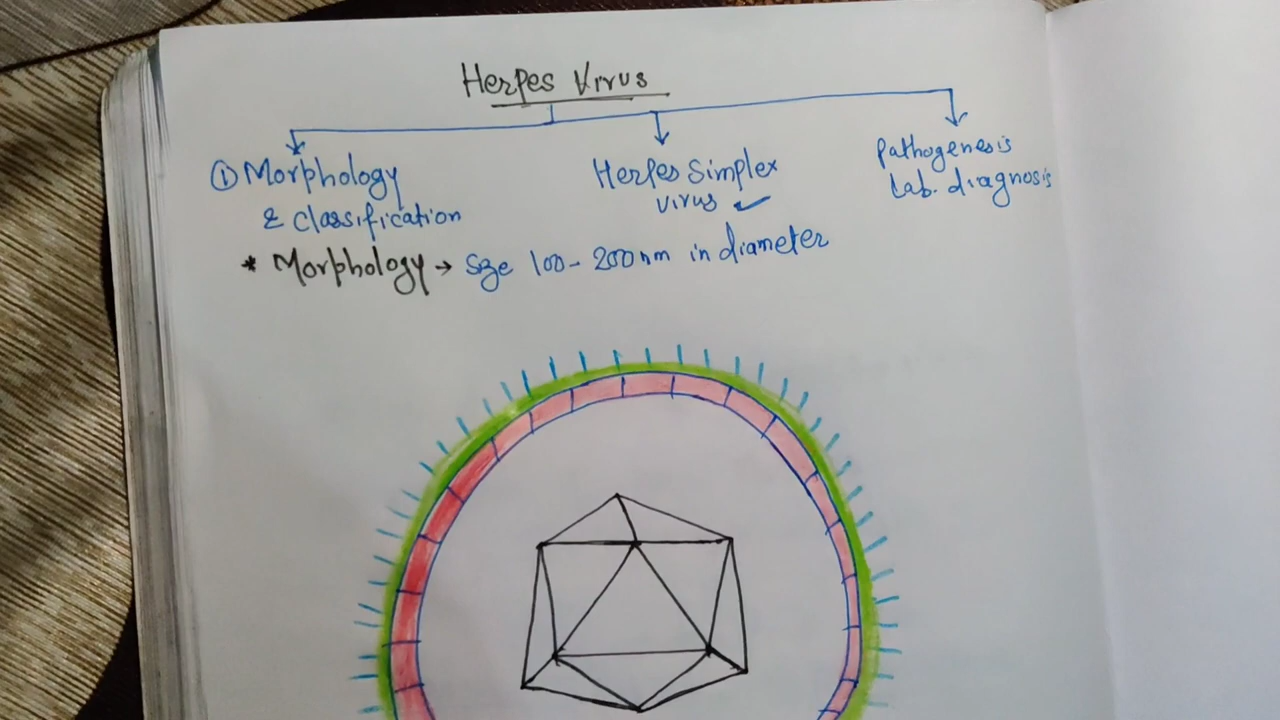 Herpes Virus
① Morphology
& Classification
Herpes Simplex
virus ✓
Pathogenesis
Lab. diagnosis
* Morphology → Size 100-200nm in diameter